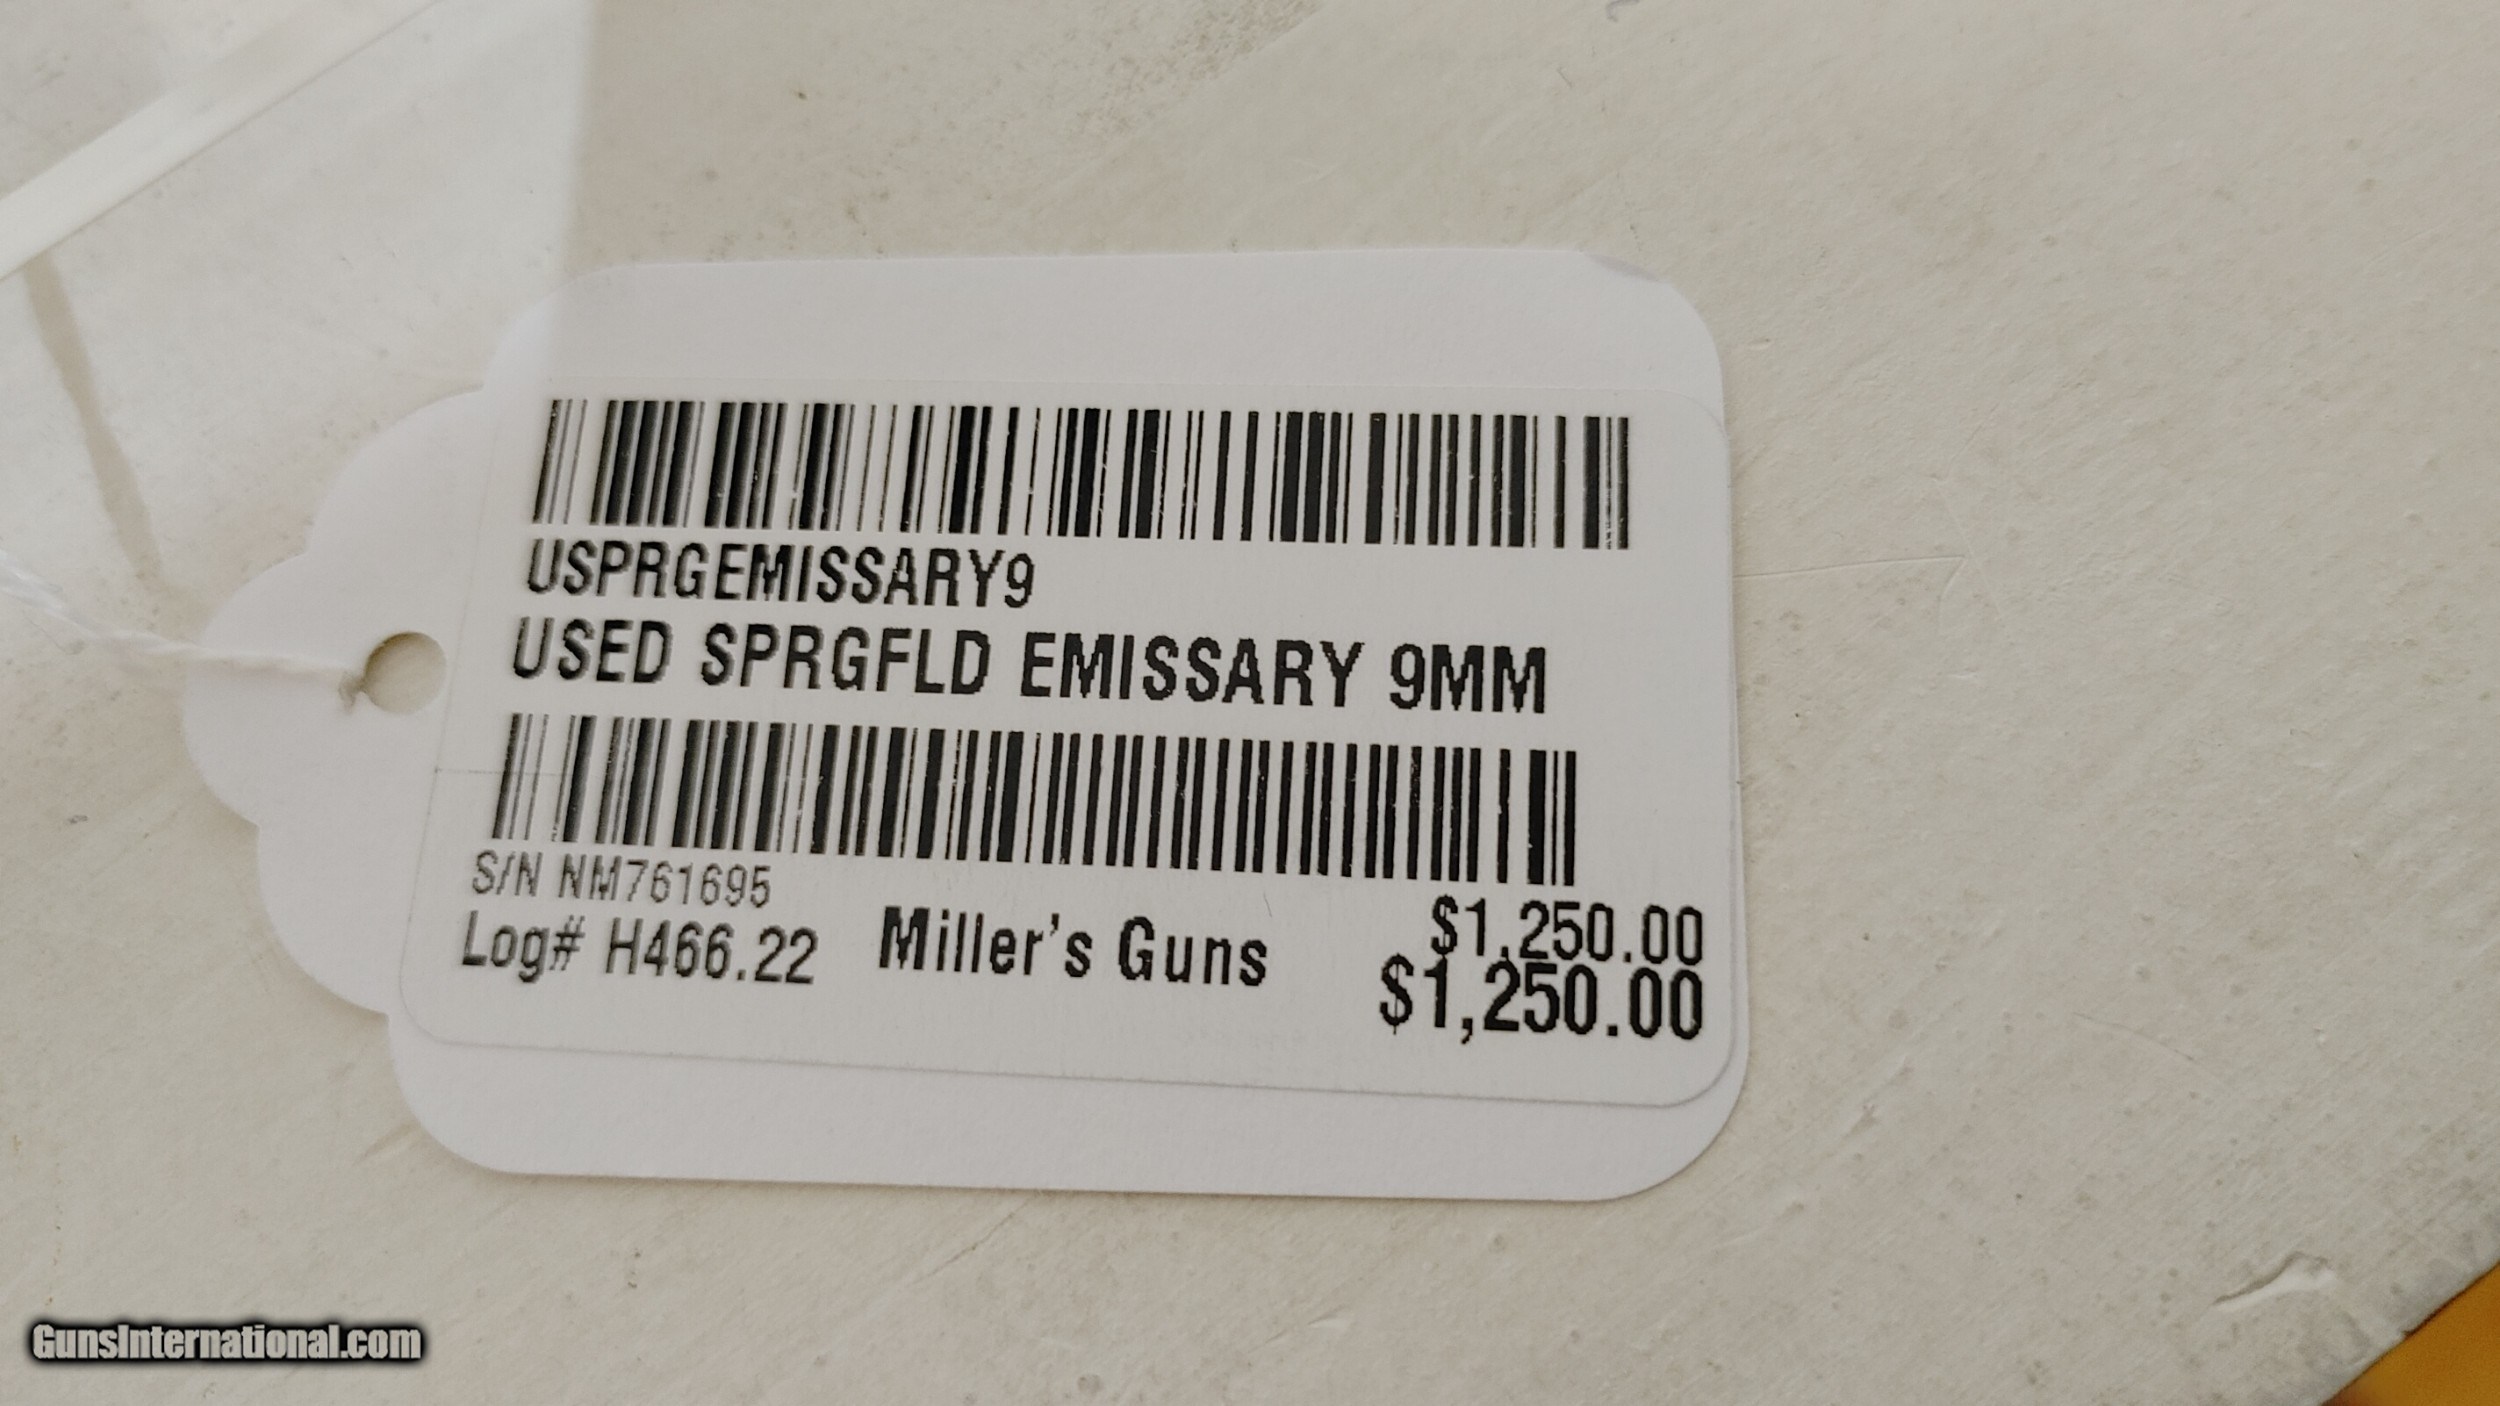 USPRGEMISSARY9
USED SPRGFLD EMISSARY 9MM
S/N NM761695
Log# H466.22
Miller's Guns
$1,250.00
$1,250.00
GunsInternational.com